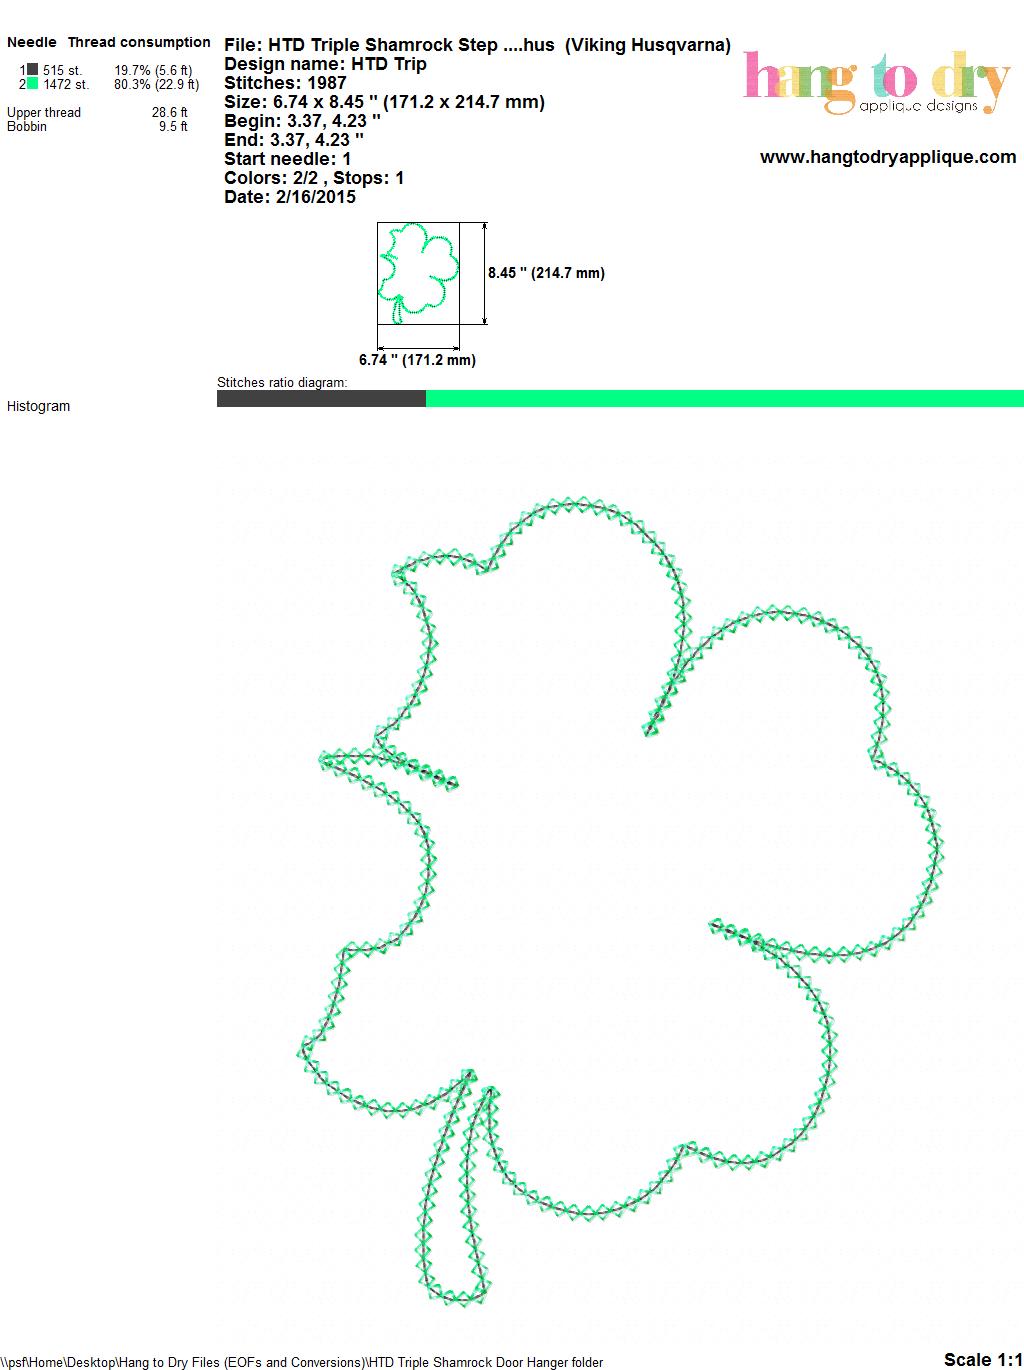 Needle Thread consumption
1 515 st. 19.7% (5.6 ft)
2 1472 st. 80.3% (22.9 ft)
Upper thread 28.6 ft
Bobbin 9.5 ft
File: HTD Triple Shamrock Step ....hus (Viking Husqvarna)
Design name: HTD Trip
Stitches: 1987
Size: 6.74 x 8.45 " (171.2 x 214.7 mm)
Begin: 3.37, 4.23 "
End: 3.37, 4.23 "
Start needle: 1
Colors: 2/2 , Stops: 1
Date: 2/16/2015
hang to dry
applique designs
www.hangtodryapplique.com
8.45 " (214.7 mm)
6.74 " (171.2 mm)
Stitches ratio diagram:
Histogram
\\psf\Home\Desktop\Hang to Dry Files (EOFs and Conversions)\HTD Triple Shamrock Door Hanger folder
Scale 1:1